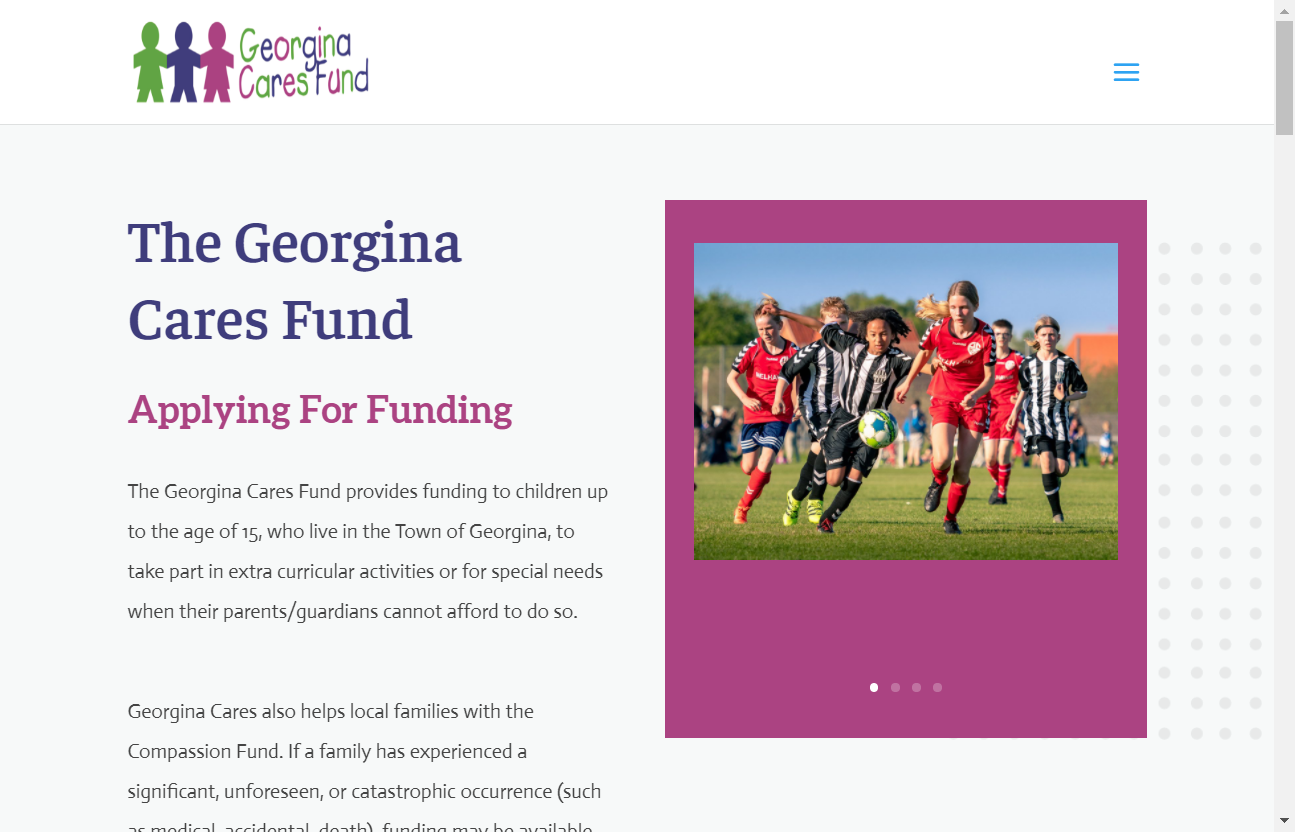 Georgina
Cares Fund
The Georgina
Cares Fund
Applying For Funding
The Georgina Cares Fund provides funding to children up
to the age of 15, who live in the Town of Georgina, to
take part in extra curricular activities or for special needs
when their parents/guardians cannot afford to do so.
Georgina Cares also helps local families with the
Compassion Fund. If a family has experienced a
significant, unforeseen, or catastrophic occurrence (such
as medical, accidental, death), funding may be available